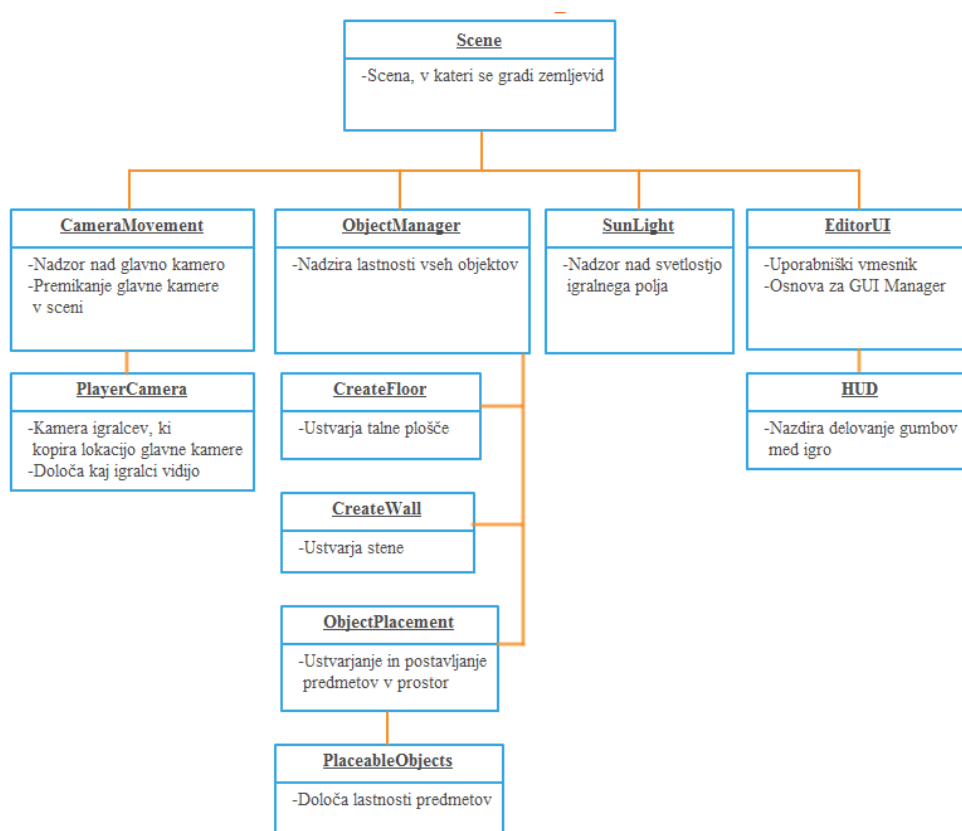 Scene
-Scena, v kateri se gradi zemljevid
CameraMovement
-Nadzor nad glavno kamero
-Premikanje glavne kamere
v sceni
ObjectManager
-Nadzira lastnosti vseh objektov
SunLight
-Nadzor nad svetlostjo
igralnega polja
EditorUI
-Uporabniški vmesnik
-Osnova za GUI Manager
PlayerCamera
-Kamera igralcev, ki
kopira lokacijo glavne kamere
-Določa kaj igralci vidijo
CreateFloor
-Ustvarja talne plošče
HUD
-Nazdira delovanje gumbov
med igro
CreateWall
-Ustvarja stene
ObjectPlacement
-Ustvarjanje in postavljanje
predmetov v prostor
PlaceableObjects
-Določa lastnosti predmetov